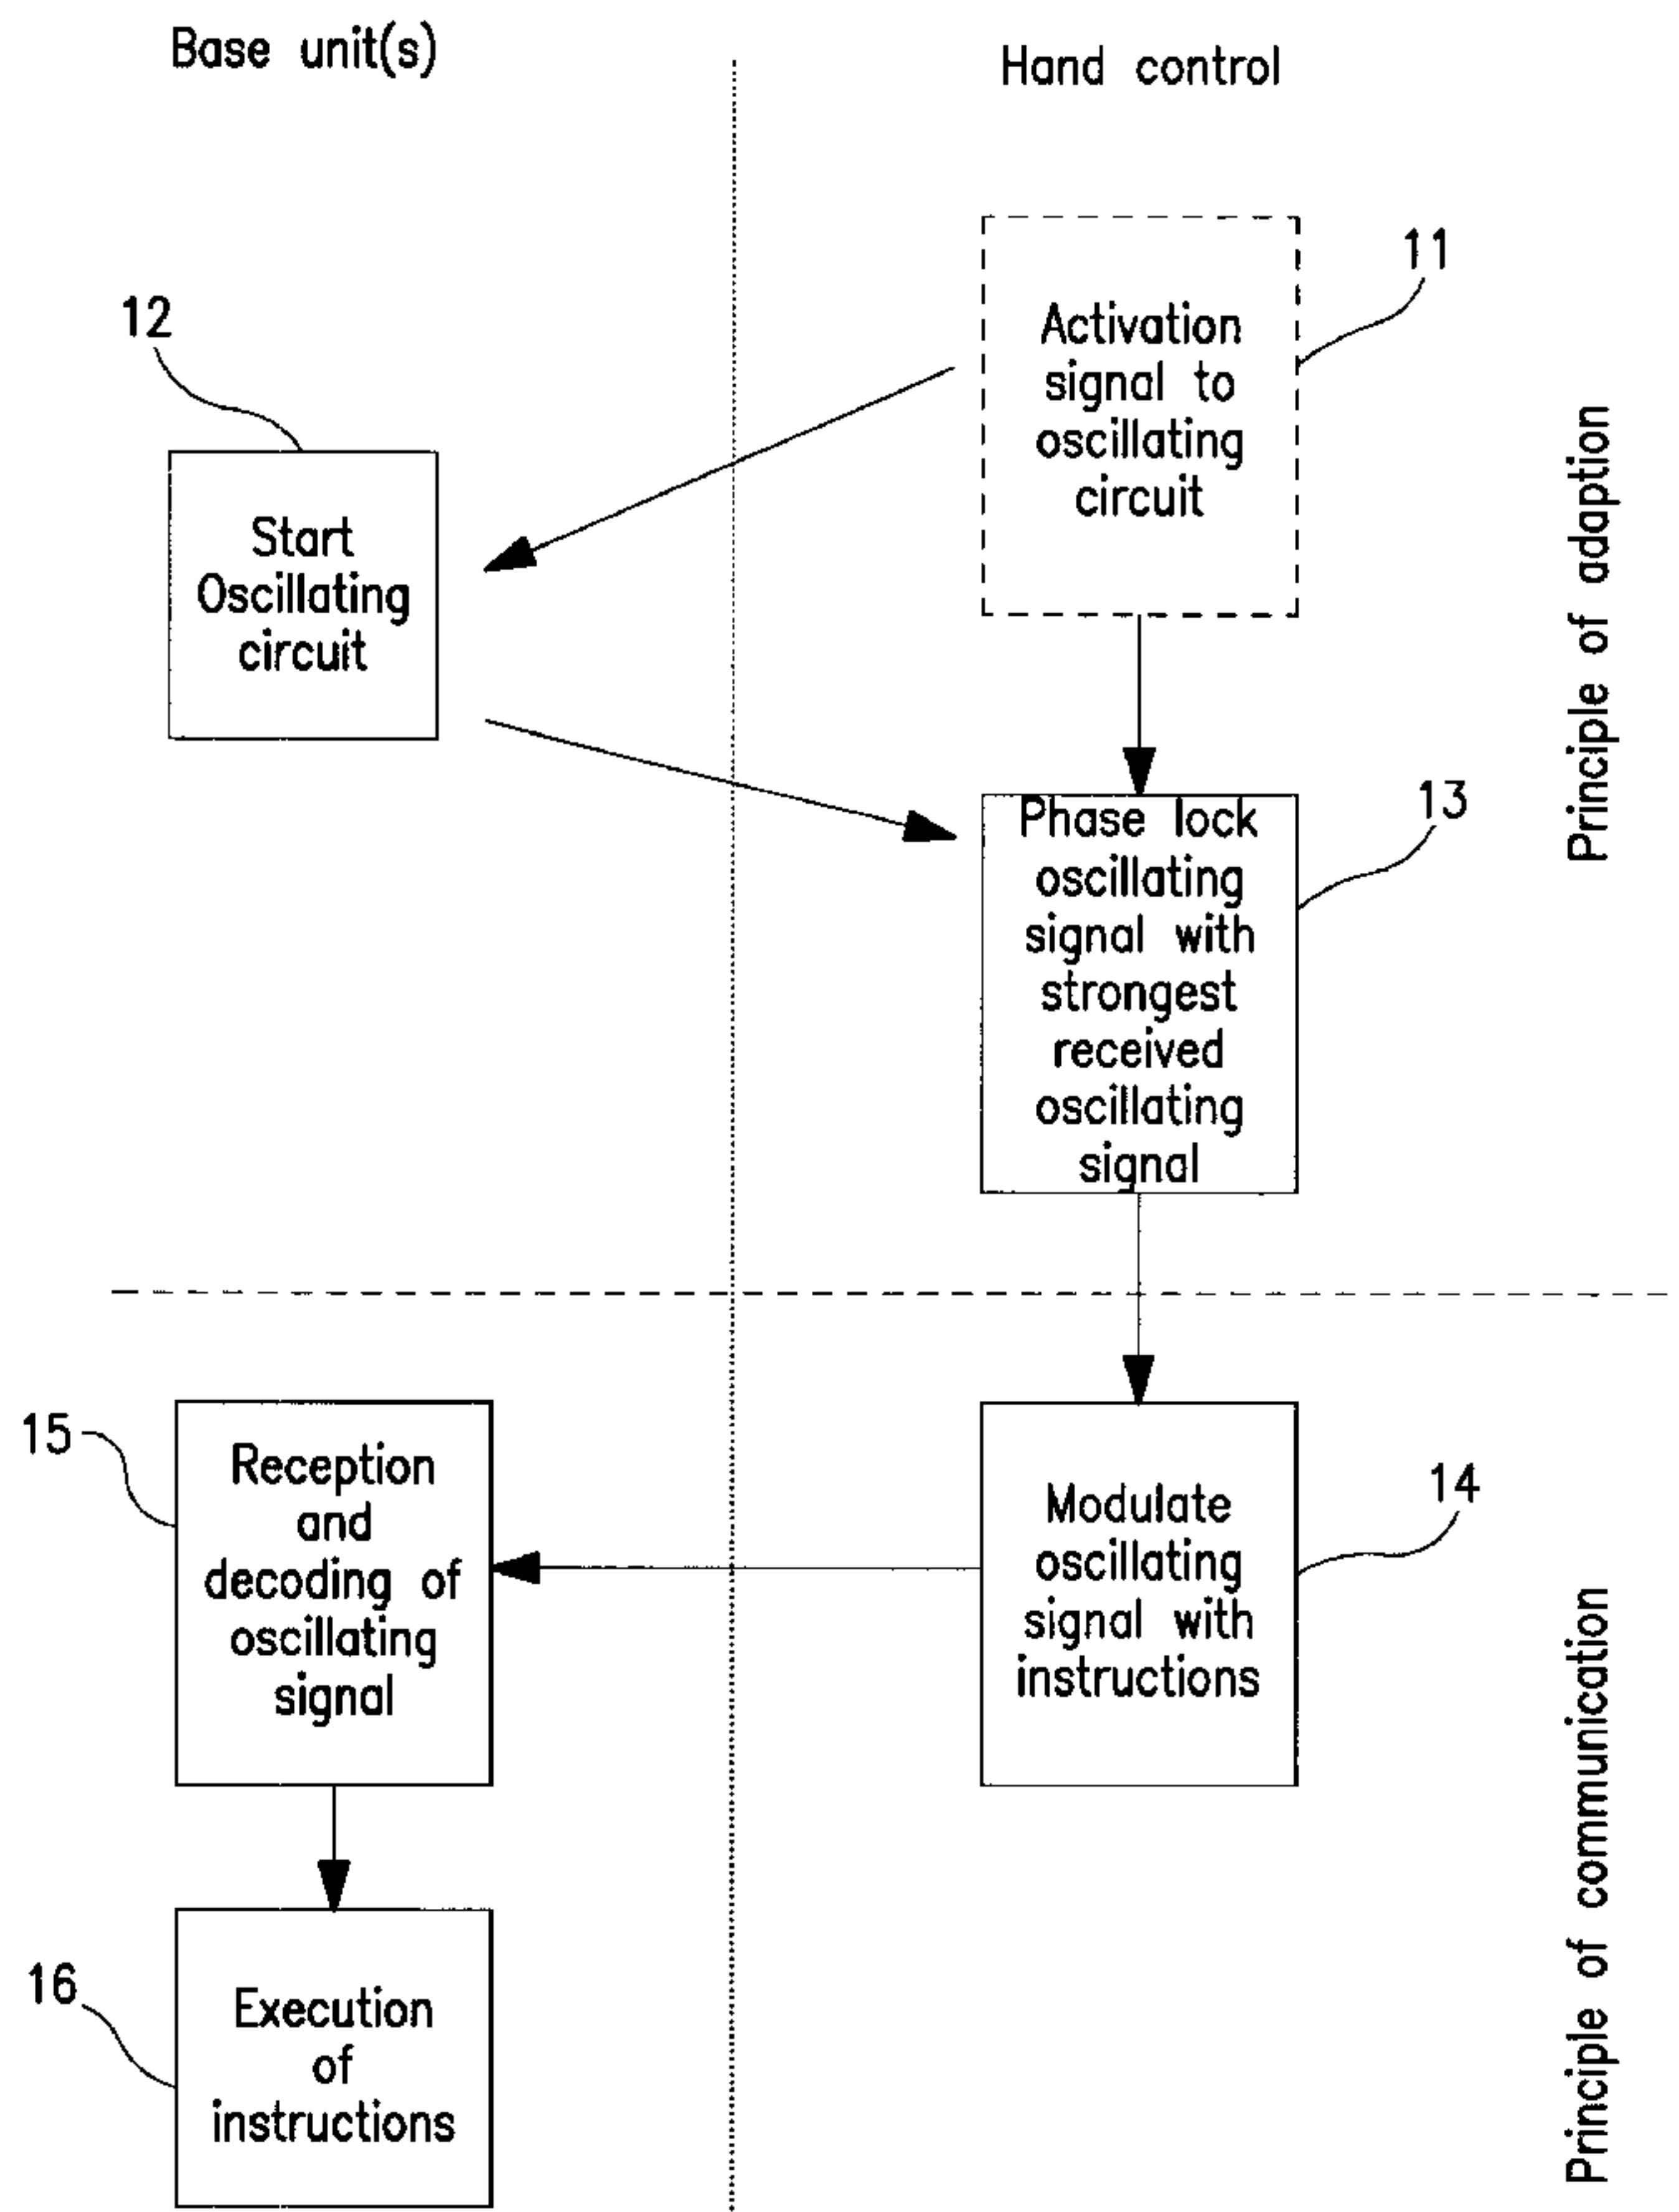 Base unit(s)
Hand control
11
Activation
signal to
oscillating
circuit
12
Start
Oscillating
circuit
Principle of adaption
13
Phase lock
oscillating
signal with
strongest
received
oscillating
signal
15
Reception
and
decoding of
oscillating
signal
14
Modulate
oscillating
signal with
instructions
Principle of communication
16
Execution
of
instructions